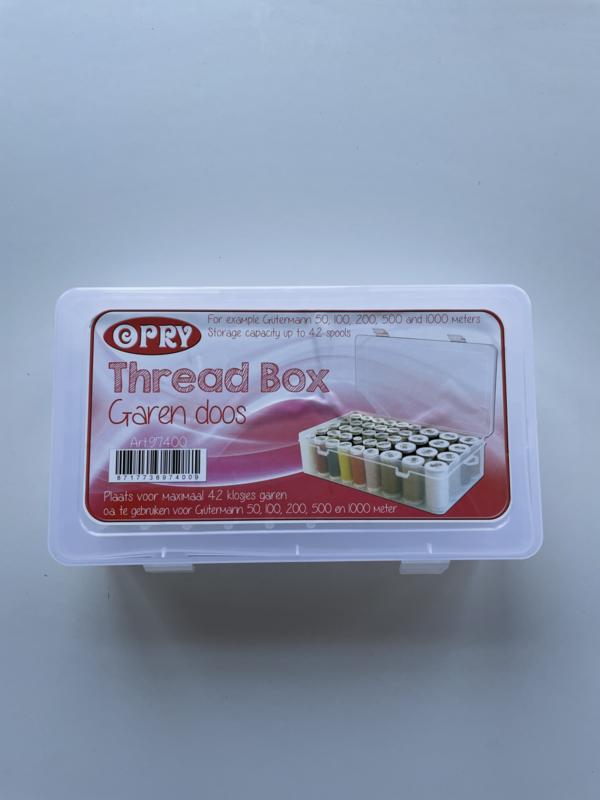 OPRY
For example Gütermann 50, 100, 200, 500 and 1000 meters
Storage capacity up to 42 spools
Thread Box
Garen doos
Art.97400
8717736974009
Plaats voor maximaal 42 klosjes garen
oa te gebruiken voor Gütermann 50, 100, 200, 500 en 1000 meter